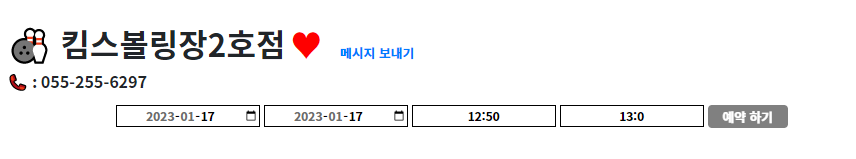 킴스볼링장2호점 메시지 보내기
: 055-255-6297
2023-01-17 2023-01-17 12:50 13:0 예약 하기